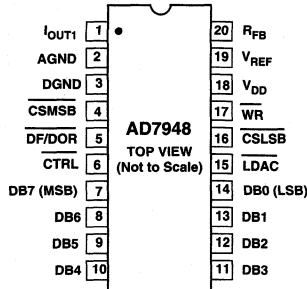 IOUT1 1 20 RFB
AGND 2 19 VREF
DGND 3 18 VDD
CSMSB 4 17 WR
DF/DOR 5 AD7948 16 CSLSB
TOP VIEW
CTRL 6 (Not to Scale) 15 LDAC
DB7 (MSB) 7 14 DB0 (LSB)
DB6 8 13 DB1
DB5 9 12 DB2
DB4 10 11 DB3